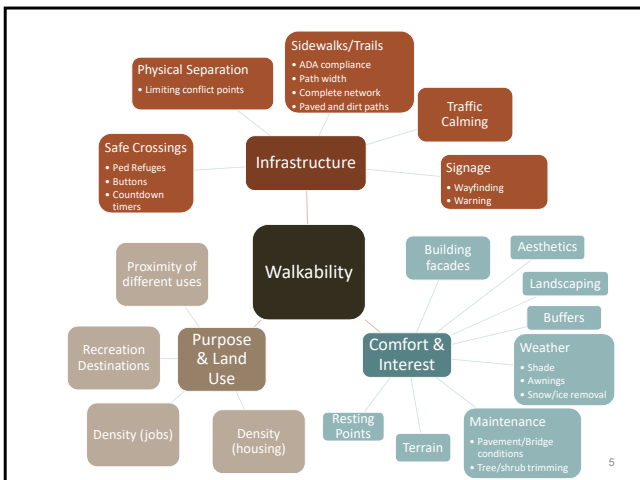 Sidewalks/Trails
• ADA compliance
• Path width
• Complete network
• Paved and dirt paths
Physical Separation
• Limiting conflict points
Traffic
Calming
Safe Crossings
• Ped Refuges
• Buttons
• Countdown
timers
Infrastructure
Signage
• Wayfinding
• Warning
Walkability
Building
facades
Aesthetics
Landscaping
Buffers
Proximity of
different uses
Recreation
Destinations
Purpose
& Land
Use
Density (jobs)
Density
(housing)
Comfort &
Interest
Weather
• Shade
• Awnings
• Snow/ice removal
Resting
Points
Terrain
Maintenance
• Pavement/Bridge
conditions
• Tree/shrub trimming
5